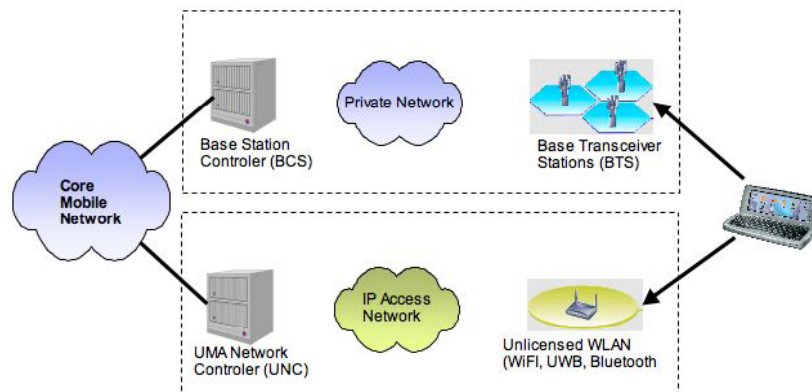 Base Station
Controler (BCS)
Private Network
Base Transceiver
Stations (BTS)
Core
Mobile
Network
UMA Network
Controler (UNC)
IP Access
Network
Unlicensed WLAN
(WiFI, UWB, Bluetooth